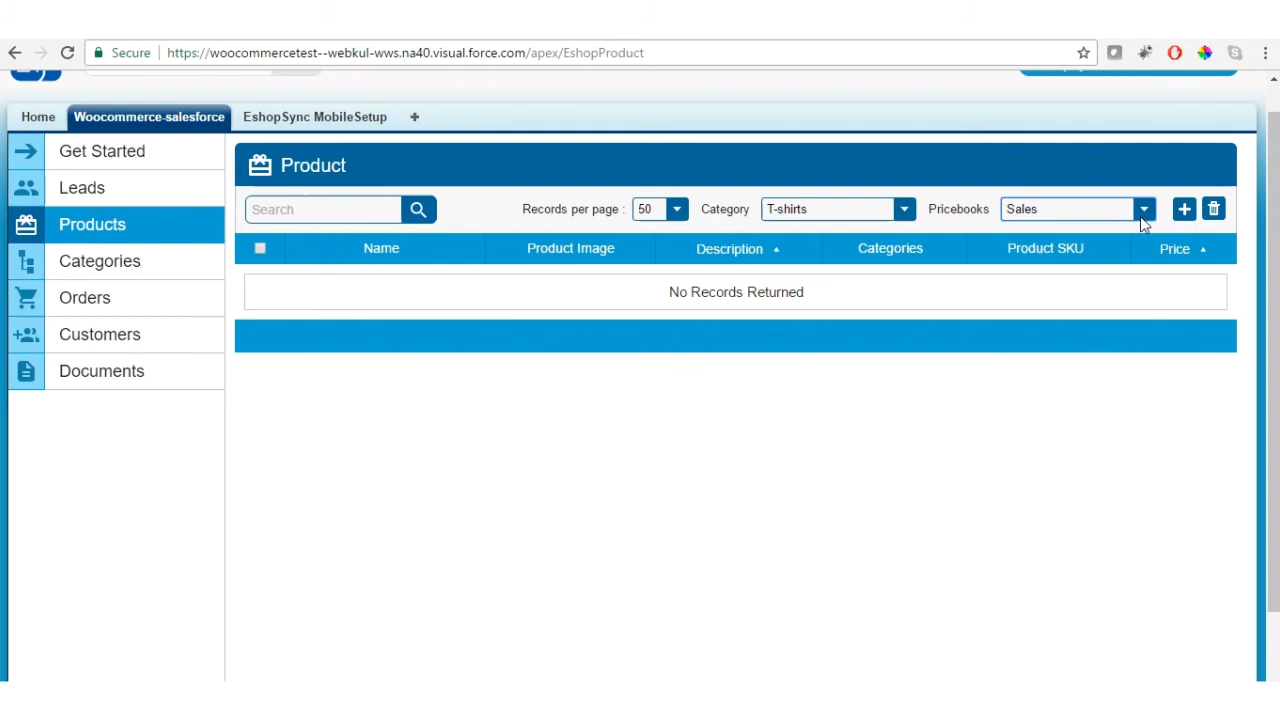 Secure https://woocommercetest--webkul-wws.na40.visual.force.com/apex/EshopProduct
Home Woocommerce-salesforce EshopSync MobileSetup
Get Started
Leads
Products
Categories
Orders
Customers
Documents
Product
Search Records per page : 50 Category T-shirts Pricebooks Sales
Name Product Image Description Categories Product SKU Price
No Records Returned